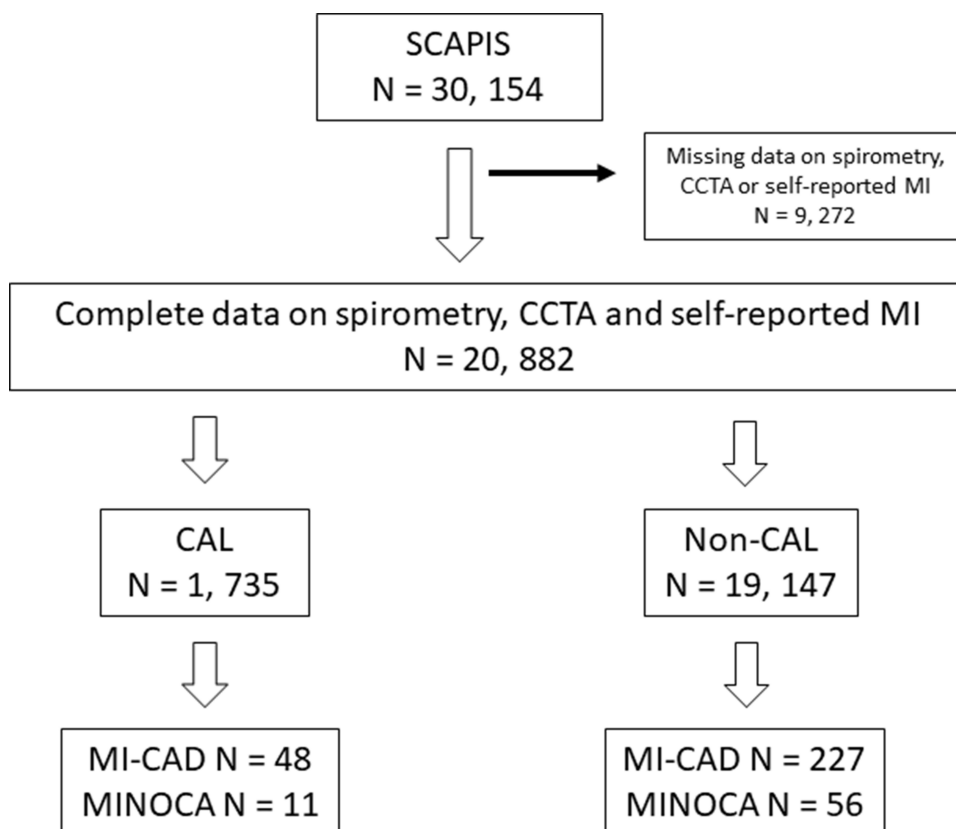 SCAPIS
N = 30, 154
Missing data on spirometry,
CCTA or self-reported MI
N = 9, 272
Complete data on spirometry, CCTA and self-reported MI
N = 20, 882
CAL
N = 1, 735
Non-CAL
N = 19, 147
MI-CAD N = 48
MINOCA N = 11
MI-CAD N = 227
MINOCA N = 56